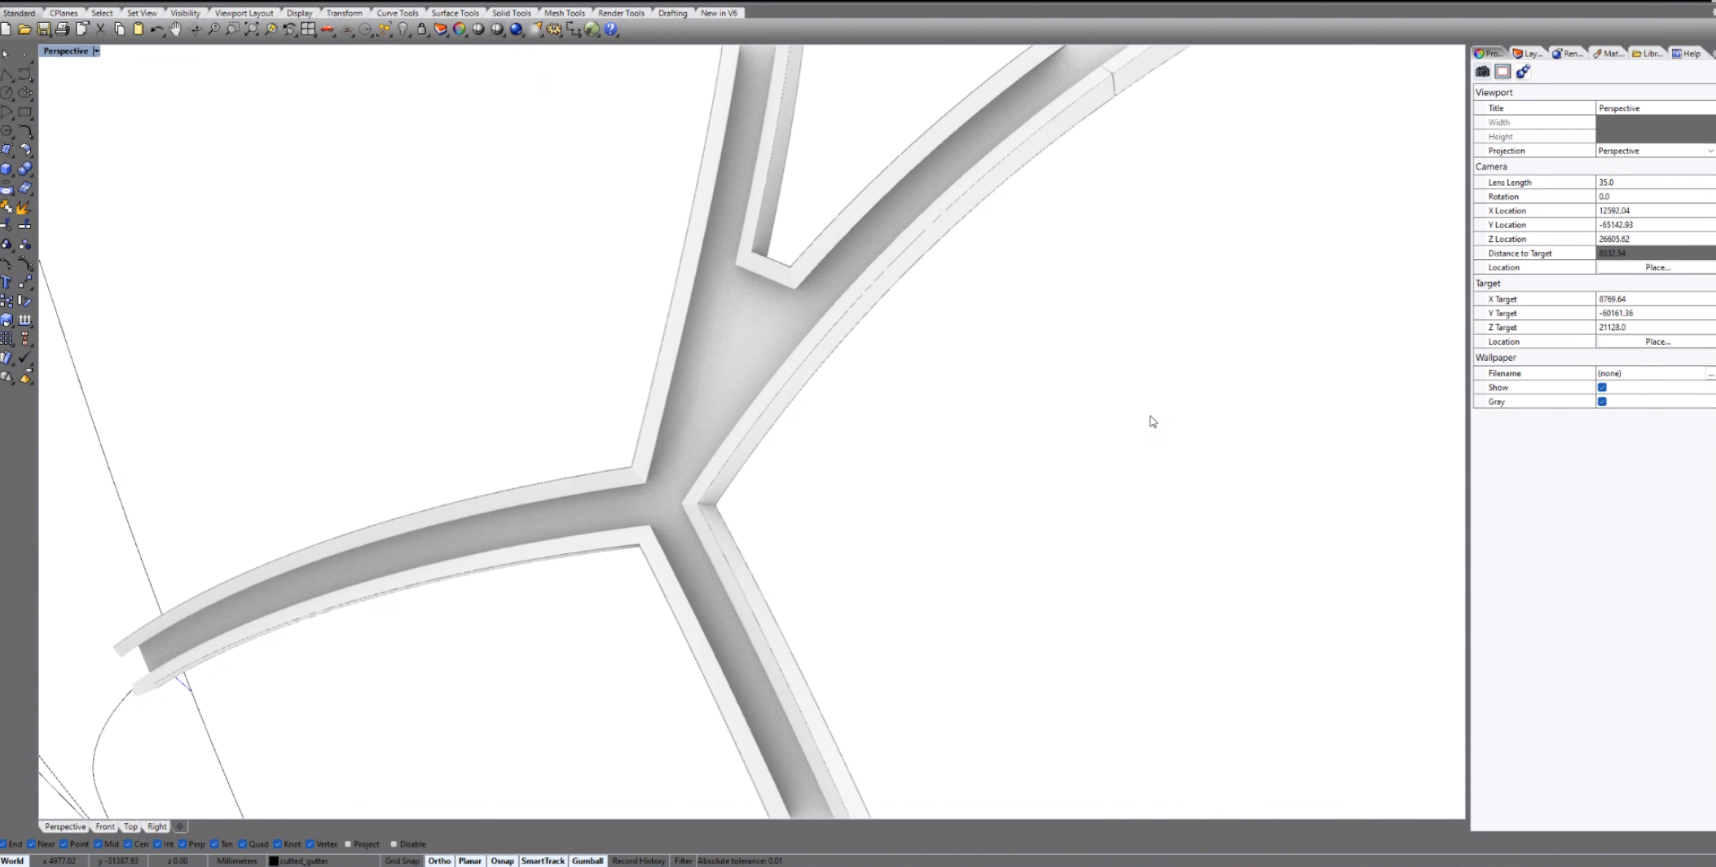 Standard CPlanes Select Set View Visibility Viewport Layout Display Transform Curve Tools Surface Tools Solid Tools Mesh Tools Render Tools Drafting New in V6
Perspective
Pro... Lay... Ren... Mat... Libr... Help
Viewport
Title Perspective
Width
Height
Projection Perspective
Camera
Lens Length 35.0
Rotation 0.0
X Location 12592.04
Y Location -65142.93
Z Location 26605.62
Distance to Target 8332.54
Location Place...
Target
X Target 8769.64
Y Target -60161.36
Z Target 21128.0
Location Place...
Wallpaper
Filename (none) ...
Show
Gray
Perspective Front Top Right
End Near Point Mid Cen Int Perp Tan Quad Knot Vertex Project Disable
World x 4977.02 y -31387.93 z 0.00 Millimeters cutted_gutter Grid Snap Ortho Planar Osnap SmartTrack Gumball Record History Filter Absolute tolerance: 0.01